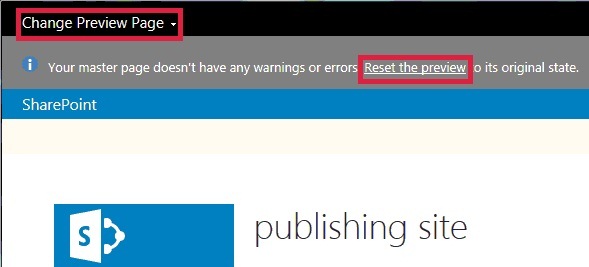 Change Preview Page
Your master page doesn't have any warnings or errors Reset the preview to its original state.
SharePoint
S
publishing site